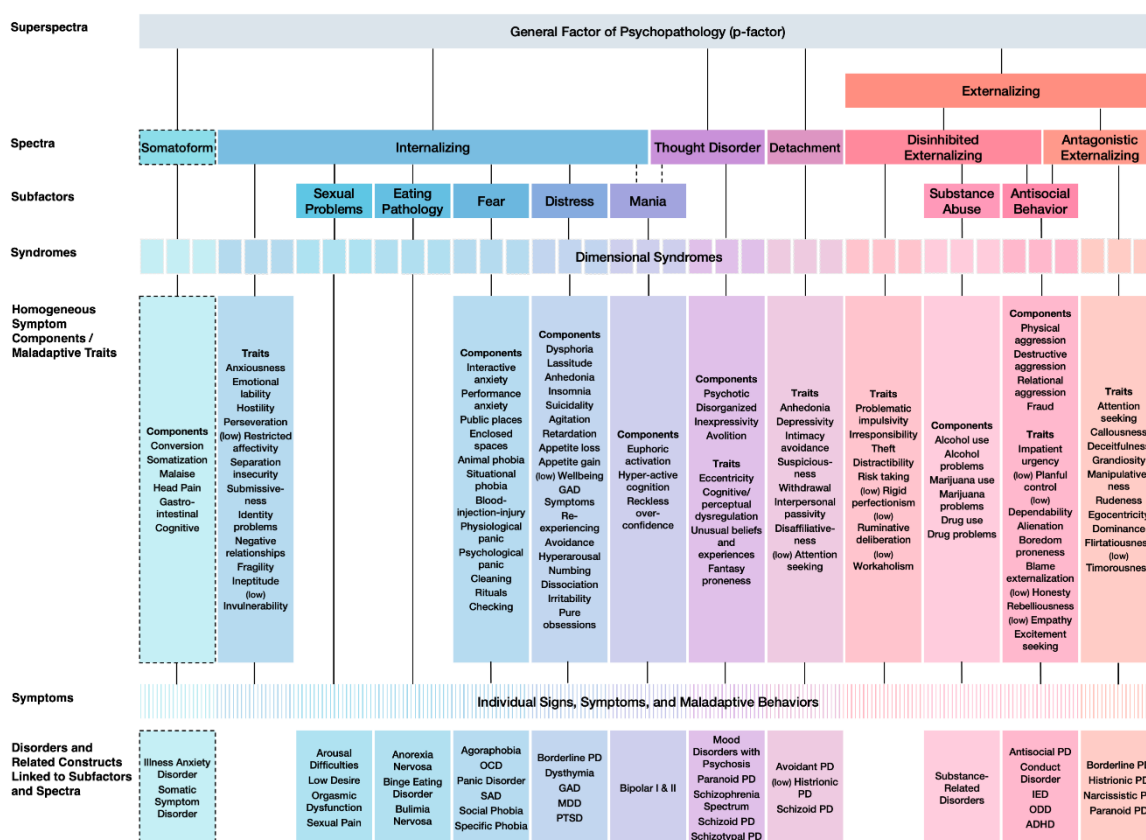 Superspectra
General Factor of Psychopathology (p-factor)
Externalizing
Spectra
Somatoform
Internalizing
Thought Disorder
Detachment
Disinhibited
Externalizing
Antagonistic
Externalizing
Subfactors
Sexual
Problems
Eating
Pathology
Fear
Distress
Mania
Substance
Abuse
Antisocial
Behavior
Syndromes
Dimensional Syndromes
Homogeneous
Symptom
Components /
Maladaptive Traits
Components
Conversion
Somatization
Malaise
Head Pain
Gastro-
intestinal
Cognitive
Traits
Anxiousness
Emotional
lability
Hostility
Perseveration
(low) Restricted
affectivity
Separation
insecurity
Submissive-
ness
Identity
problems
Negative
relationships
Fragility
Ineptitude
(low)
Invulnerability
Components
Interactive
anxiety
Performance
anxiety
Public places
Enclosed
spaces
Animal phobia
Situational
phobia
Blood-
injection-injury
Physiological
panic
Psychological
panic
Cleaning
Rituals
Checking
Components
Dysphoria
Lassitude
Anhedonia
Insomnia
Suicidality
Agitation
Retardation
Appetite loss
Appetite gain
(low) Wellbeing
GAD
Symptoms
Re-
experiencing
Avoidance
Hyperarousal
Numbing
Dissociation
Irritability
Pure
obsessions
Components
Euphoric
activation
Hyper-active
cognition
Reckless
over-
confidence
Components
Psychotic
Disorganized
Inexpressivity
Avolition
Traits
Eccentricity
Cognitive/
perceptual
dysregulation
Unusual beliefs
and
experiences
Fantasy
proneness
Traits
Anhedonia
Depressivity
Intimacy
avoidance
Suspicious-
ness
Withdrawal
Interpersonal
passivity
Disaffiliative-
ness
(low) Attention
seeking
Traits
Problematic
impulsivity
Irresponsibility
Theft
Distractibility
Risk taking
(low) Rigid
perfectionism
(low)
Ruminative
deliberation
(low)
Workaholism
Components
Alcohol use
Alcohol
problems
Marijuana use
Marijuana
problems
Drug use
Drug problems
Components
Physical
aggression
Destructive
aggression
Relational
aggression
Fraud
Traits
Impatient
urgency
(low) Planful
control
(low)
Dependability
Alienation
Boredom
proneness
Blame
externalization
(low) Honesty
Rebelliousness
(low) Empathy
Excitement
seeking
Traits
Attention
seeking
Callousness
Deceitfulness
Grandiosity
Manipulative
ness
Rudeness
Egocentricity
Dominance
Flirtatiousness
(low)
Timorousness
Symptoms
Individual Signs, Symptoms, and Maladaptive Behaviors
Disorders and
Related Constructs
Linked to Subfactors
and Spectra
Illness Anxiety
Disorder
Somatic
Symptom
Disorder
Arousal
Difficulties
Low Desire
Orgasmic
Dysfunction
Sexual Pain
Anorexia
Nervosa
Binge Eating
Disorder
Bulimia
Nervosa
Agoraphobia
OCD
Panic Disorder
SAD
Social Phobia
Specific Phobia
Borderline PD
Dysthymia
GAD
MDD
PTSD
Bipolar I & II
Mood
Disorders with
Psychosis
Paranoid PD
Schizophrenia
Spectrum
Schizoid PD
Schizotypal PD
Avoidant PD
(low) Histrionic
PD
Schizoid PD
Substance-
Related
Disorders
Antisocial PD
Conduct
Disorder
IED
ODD
ADHD
Borderline PD
Histrionic PD
Narcissistic PD
Paranoid PD